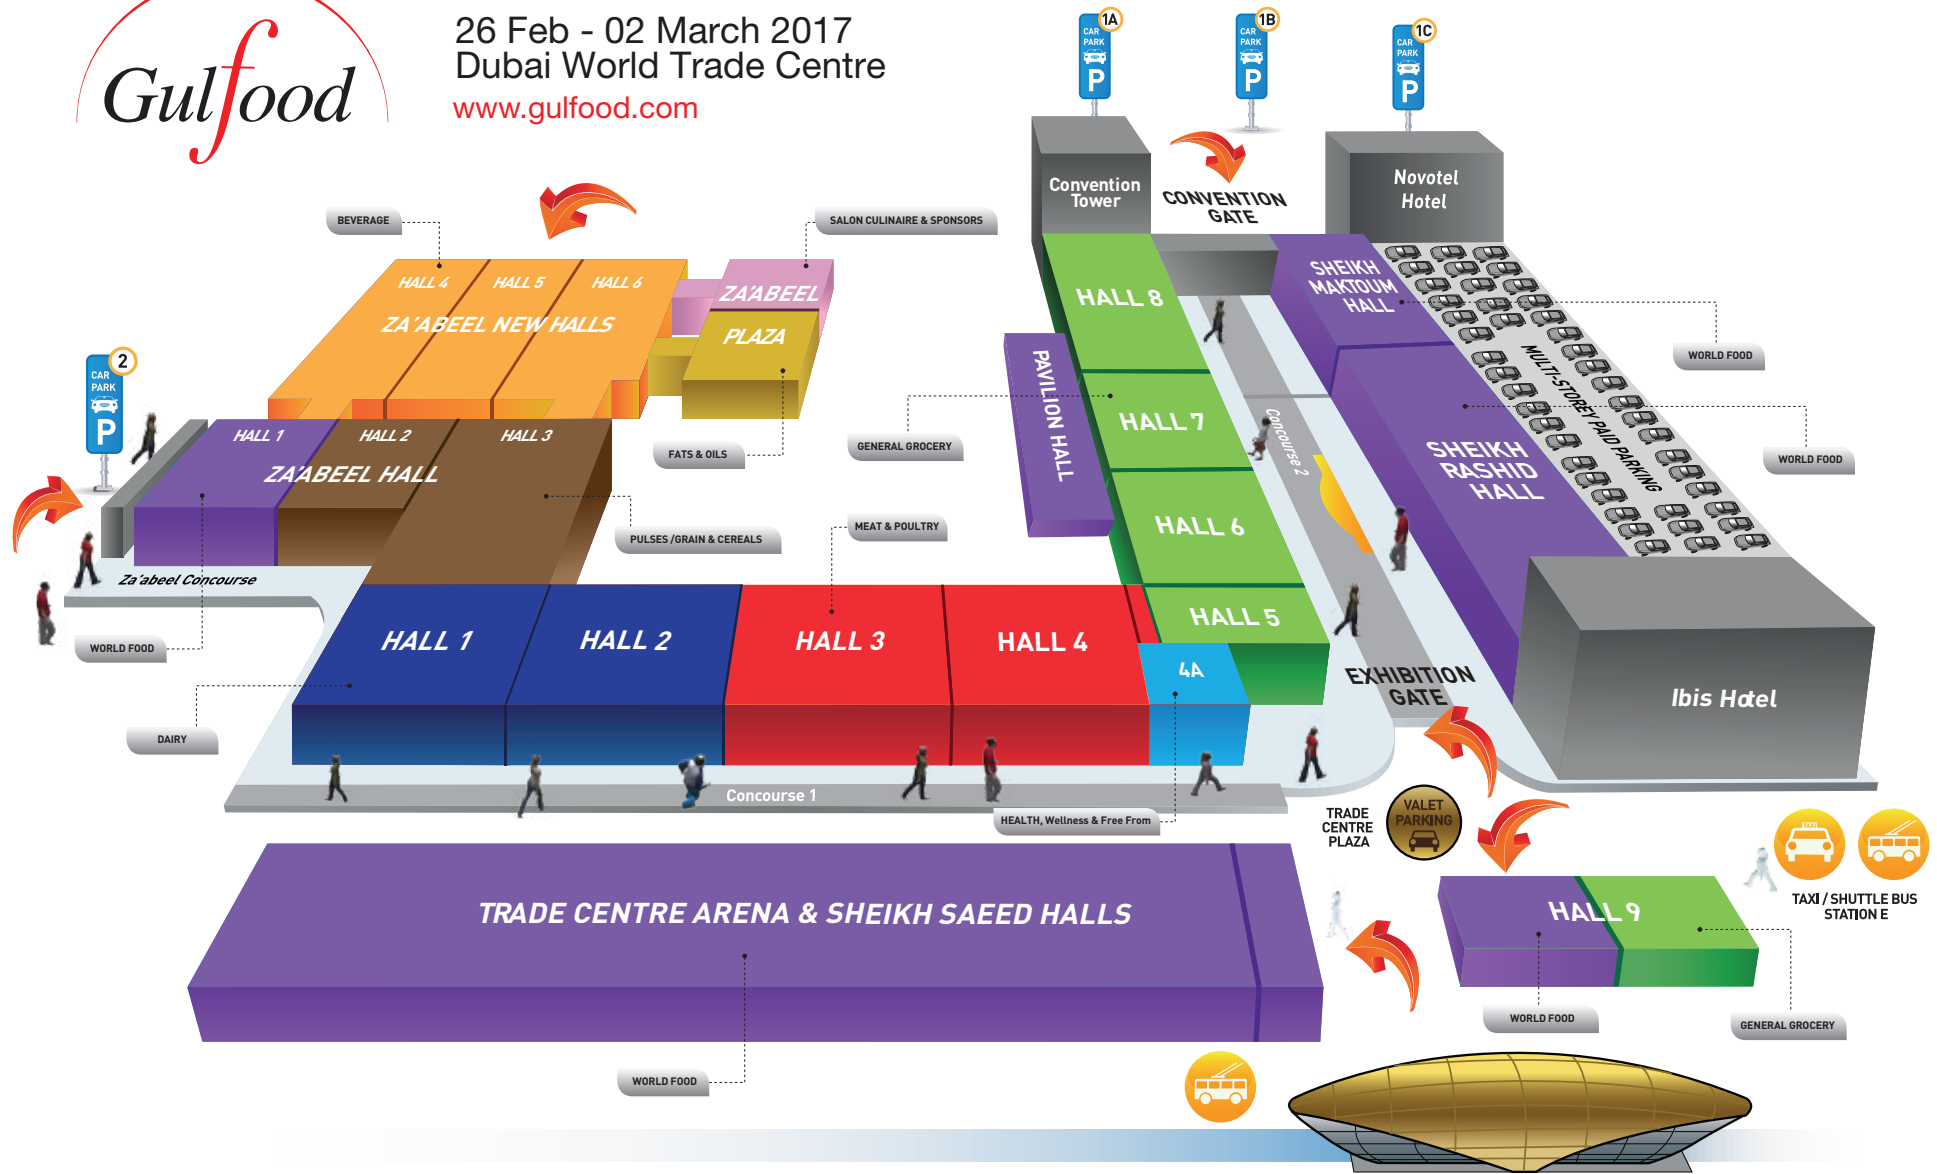 Gulfood
26 Feb - 02 March 2017
Dubai World Trade Centre
www.gulfood.com
1A
CAR
PARK
P
1B
CAR
PARK
P
1C
CAR
PARK
P
Convention
Tower
CONVENTION
GATE
Novotel
Hotel
BEVERAGE
SALON CULINAIRE & SPONSORS
HALL 4
HALL 5
HALL 6
ZA'ABEEL NEW HALLS
ZA'ABEEL
PLAZA
HALL 8
SHEIKH
MAKTOUM
HALL
WORLD FOOD
2
CAR
PARK
P
PAVILION HALL
HALL 7
Concourse 2
MULTI-STOREY PAID PARKING
HALL 1
HALL 2
HALL 3
ZA'ABEEL HALL
FATS & OILS
GENERAL GROCERY
SHEIKH
RASHID
HALL
WORLD FOOD
PULSES /GRAIN & CEREALS
MEAT & POULTRY
HALL 6
Za'abeel Concourse
WORLD FOOD
HALL 1
HALL 2
HALL 3
HALL 4
HALL 5
4A
EXHIBITION
GATE
Ibis Hotel
DAIRY
Concourse 1
HEALTH, Wellness & Free From
TRADE
CENTRE
PLAZA
VALET
PARKING
TAXI
TAXI / SHUTTLE BUS
STATION E
TRADE CENTRE ARENA & SHEIKH SAEED HALLS
HALL 9
WORLD FOOD
GENERAL GROCERY
WORLD FOOD